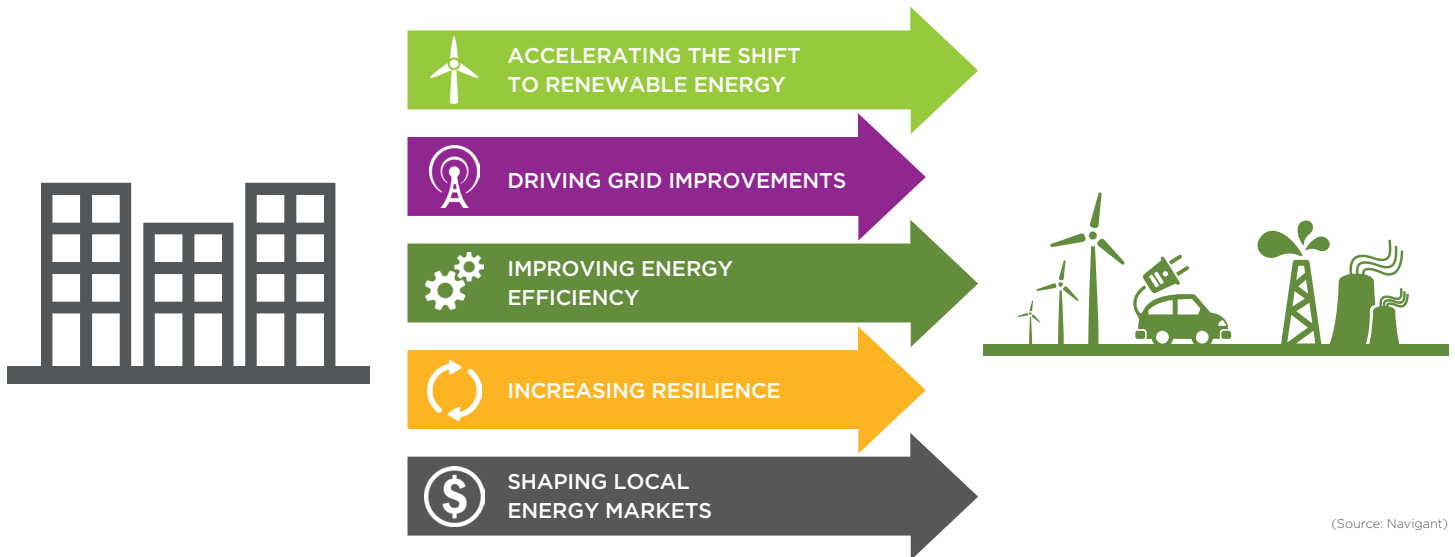 ACCELERATING THE SHIFT
TO RENEWABLE ENERGY
DRIVING GRID IMPROVEMENTS
IMPROVING ENERGY
EFFICIENCY
INCREASING RESILIENCE
$ SHAPING LOCAL
ENERGY MARKETS
(Source: Navigant)